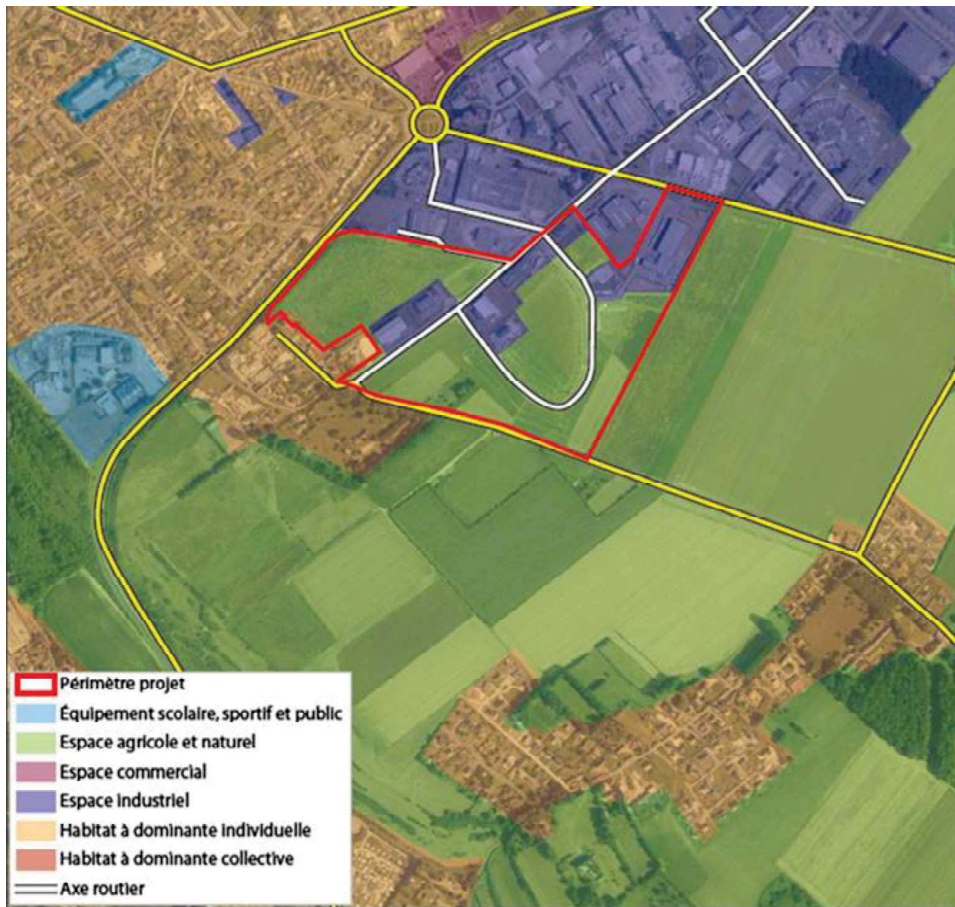 Périmètre projet
Équipement scolaire, sportif et public
Espace agricole et naturel
Espace commercial
Espace industriel
Habitat à dominante individuelle
Habitat à dominante collective
Axe routier